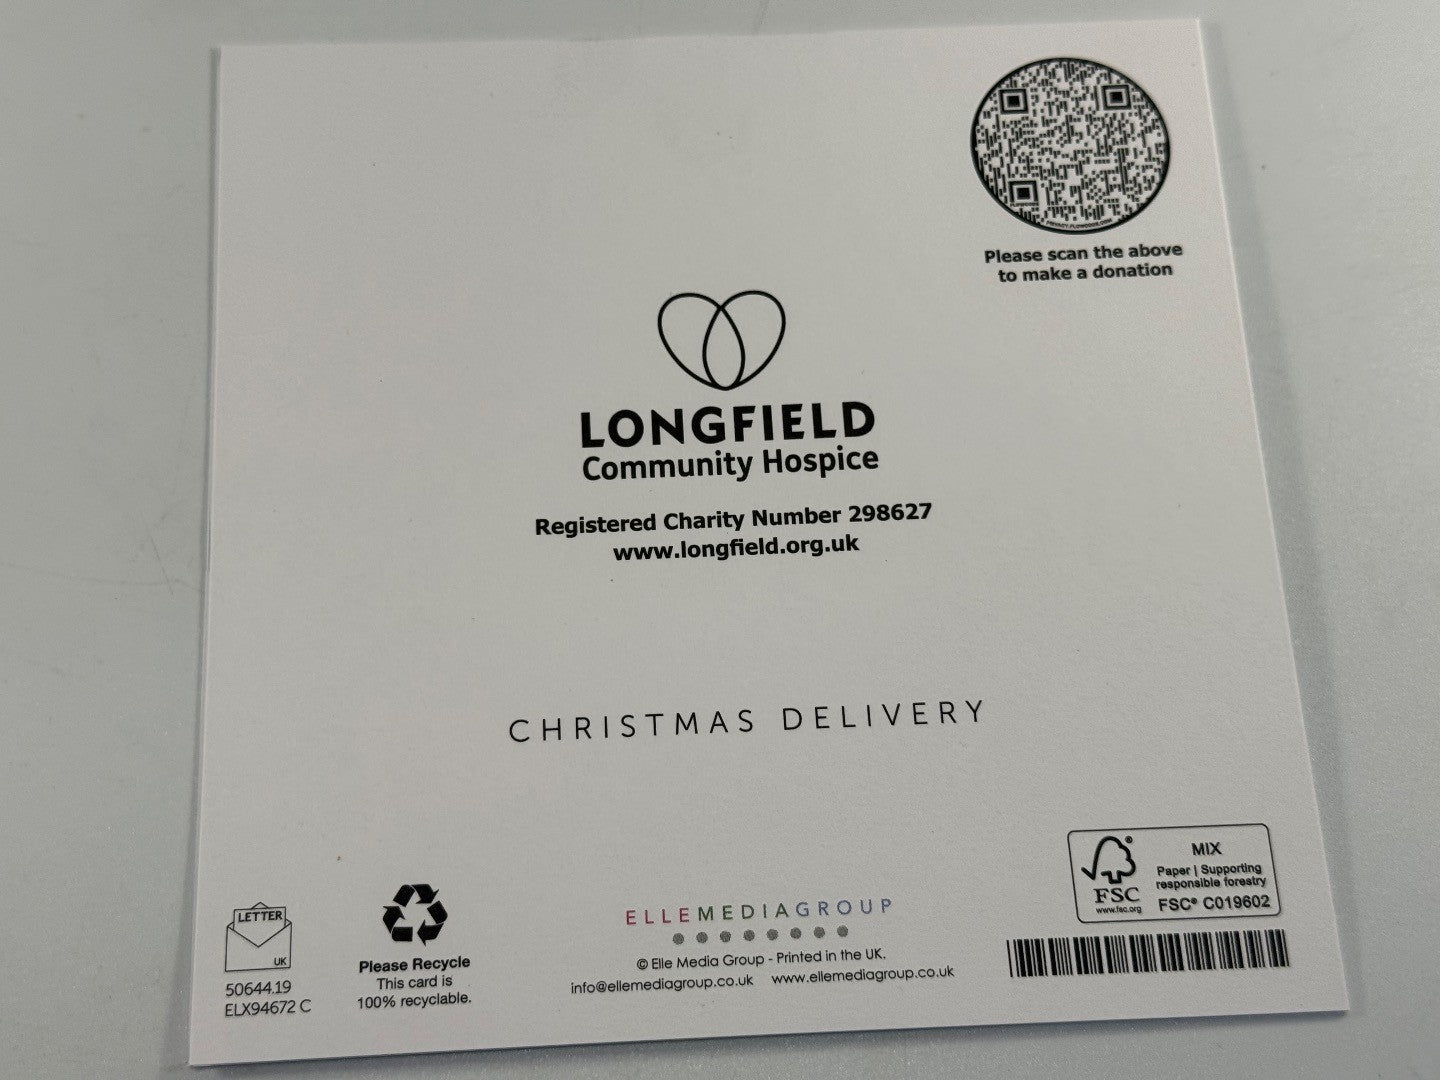 Please scan the above
to make a donation
LONGFIELD
Community Hospice
Registered Charity Number 298627
www.longfield.org.uk
CHRISTMAS DELIVERY
LETTER
UK
50644.19
ELX94672 C
Please Recycle
This card is
100% recyclable.
ELLEMEDIAGROUP
© Elle Media Group - Printed in the UK.
info@ellemediagroup.co.uk www.ellemediagroup.co.uk
FSC
www.fsc.org
MIX
Paper | Supporting
responsible forestry
FSC® C019602